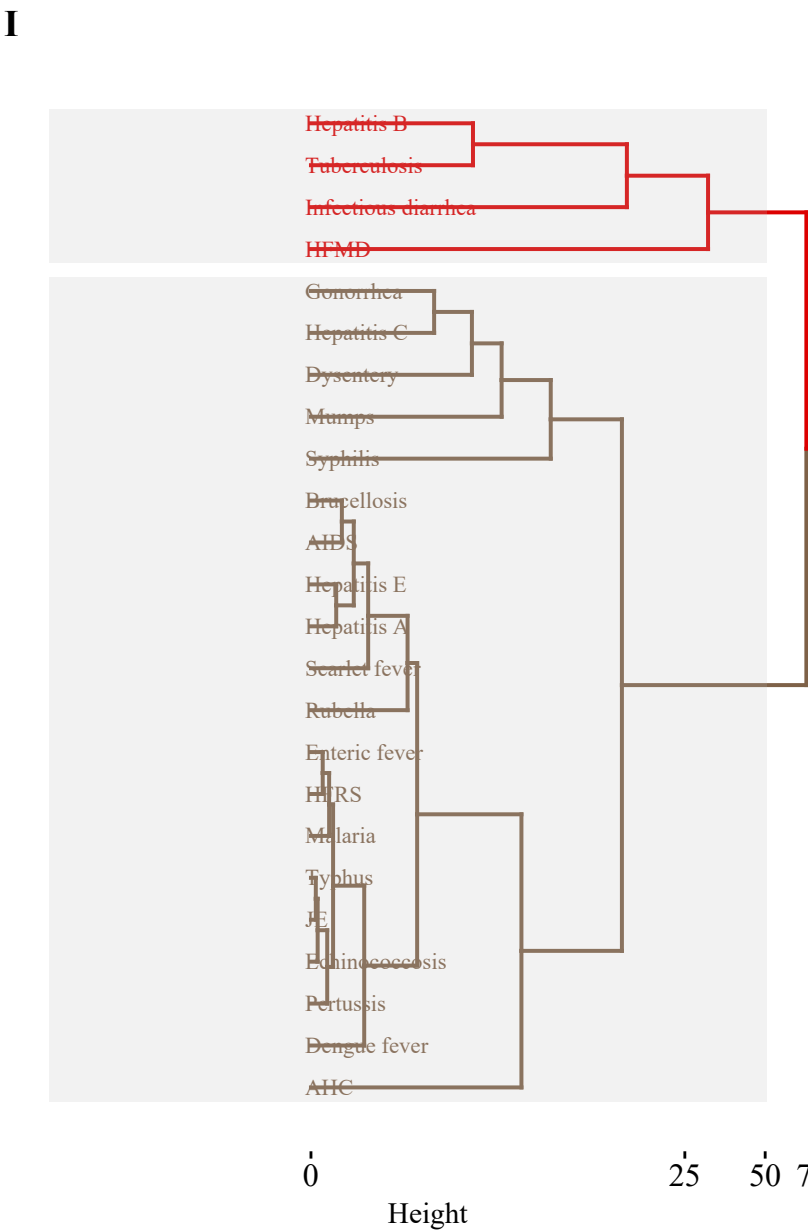 I
Hepatitis B
Tuberculosis
Infectious diarrhea
HFMD
Gonorrhea
Hepatitis C
Dysentery
Mumps
Syphilis
Brucellosis
AIDS
Hepatitis E
Hepatitis A
Scarlet fever
Rubella
Enteric fever
HFRS
Malaria
Typhus
JE
Echinococcosis
Pertussis
Dengue fever
AHC
0 25 50 7
Height